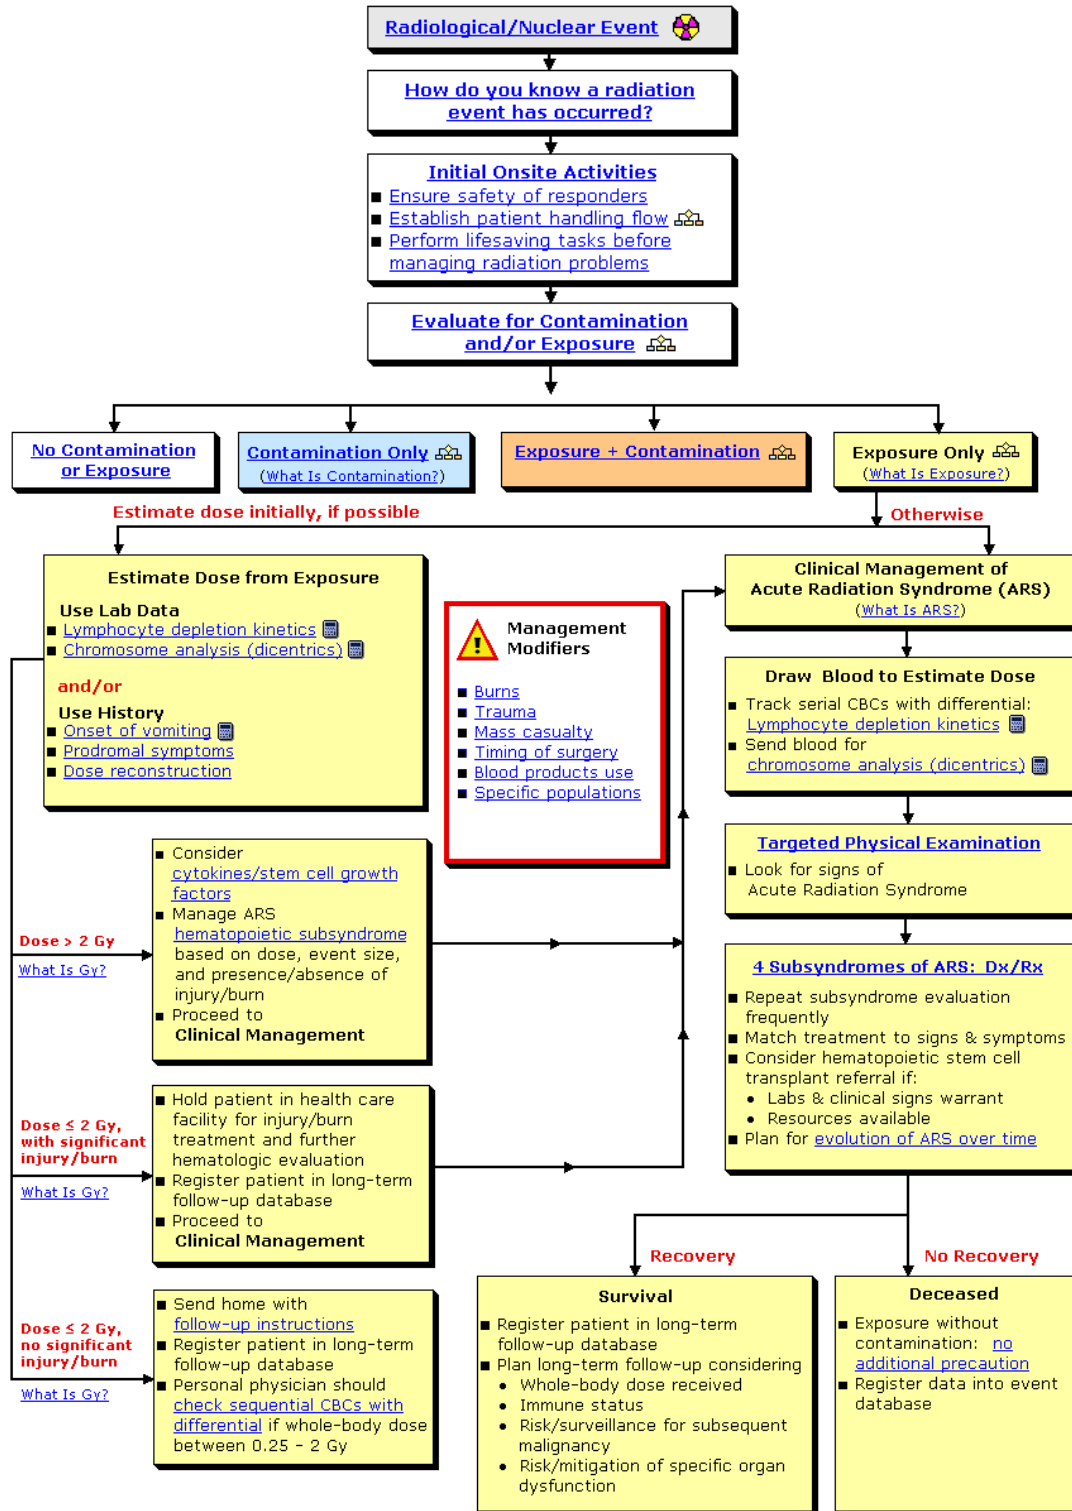 Radiological/Nuclear Event
How do you know a radiation
event has occurred?
Initial Onsite Activities
■ Ensure safety of responders
■ Establish patient handling flow
■ Perform lifesaving tasks before
managing radiation problems
Evaluate for Contamination
and/or Exposure
No Contamination
or Exposure
Contamination Only
(What Is Contamination?)
Exposure + Contamination
Exposure Only
(What Is Exposure?)
Estimate dose initially, if possible
Otherwise
Estimate Dose from Exposure
Use Lab Data
■ Lymphocyte depletion kinetics
■ Chromosome analysis (dicentrics)
and/or
Use History
■ Onset of vomiting
■ Prodromal symptoms
■ Dose reconstruction
Management
Modifiers
■ Burns
■ Trauma
■ Mass casualty
■ Timing of surgery
■ Blood products use
■ Specific populations
Clinical Management of
Acute Radiation Syndrome (ARS)
(What Is ARS?)
Draw Blood to Estimate Dose
■ Track serial CBCs with differential:
Lymphocyte depletion kinetics
■ Send blood for
chromosome analysis (dicentrics)
Targeted Physical Examination
■ Look for signs of
Acute Radiation Syndrome
4 Subsyndromes of ARS: Dx/Rx
■ Repeat subsyndrome evaluation
frequently
■ Match treatment to signs & symptoms
■ Consider hematopoietic stem cell
transplant referral if:
• Labs & clinical signs warrant
• Resources available
■ Plan for evolution of ARS over time
Dose > 2 Gy
What Is Gy?
■ Consider
cytokines/stem cell growth
factors
■ Manage ARS
hematopoietic subsyndrome
based on dose, event size,
and presence/absence of
injury/burn
■ Proceed to
Clinical Management
Dose ≤ 2 Gy,
with significant
injury/burn
What Is Gy?
■ Hold patient in health care
facility for injury/burn
treatment and further
hematologic evaluation
■ Register patient in long-term
follow-up database
■ Proceed to
Clinical Management
Dose ≤ 2 Gy,
no significant
injury/burn
What Is Gy?
■ Send home with
follow-up instructions
■ Register patient in long-term
follow-up database
■ Personal physician should
check sequential CBCs with
differential if whole-body dose
between 0.25 - 2 Gy
Recovery
No Recovery
Survival
■ Register patient in long-term
follow-up database
■ Plan long-term follow-up considering
• Whole-body dose received
• Immune status
• Risk/surveillance for subsequent
malignancy
• Risk/mitigation of specific organ
dysfunction
Deceased
■ Exposure without
contamination: no
additional precaution
■ Register data into event
database